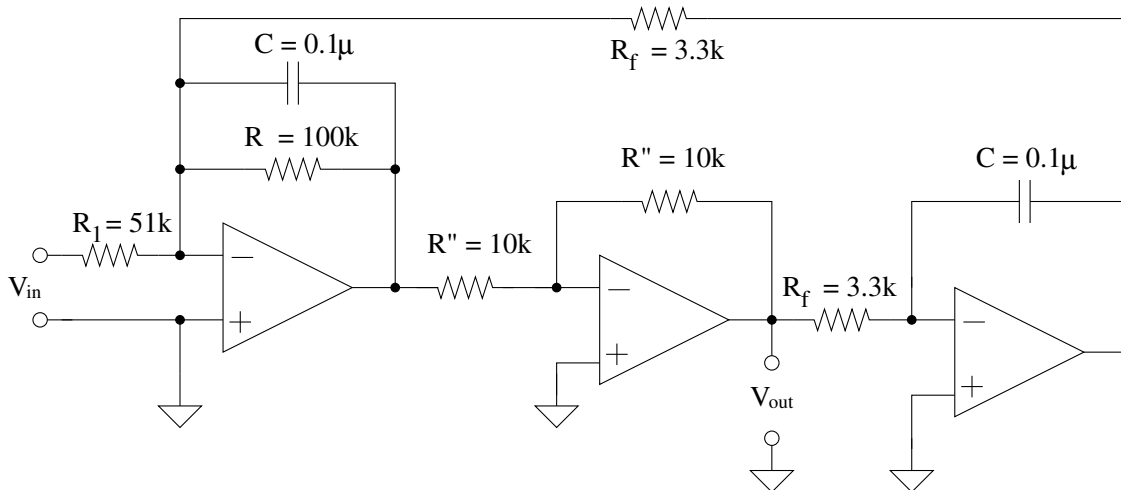 R_f = 3.3k
C = 0.1μ
R = 100k
R" = 10k
C = 0.1μ
R_1 = 51k
R" = 10k
R_f = 3.3k
V_in
−
+
−
+
−
+
V_out